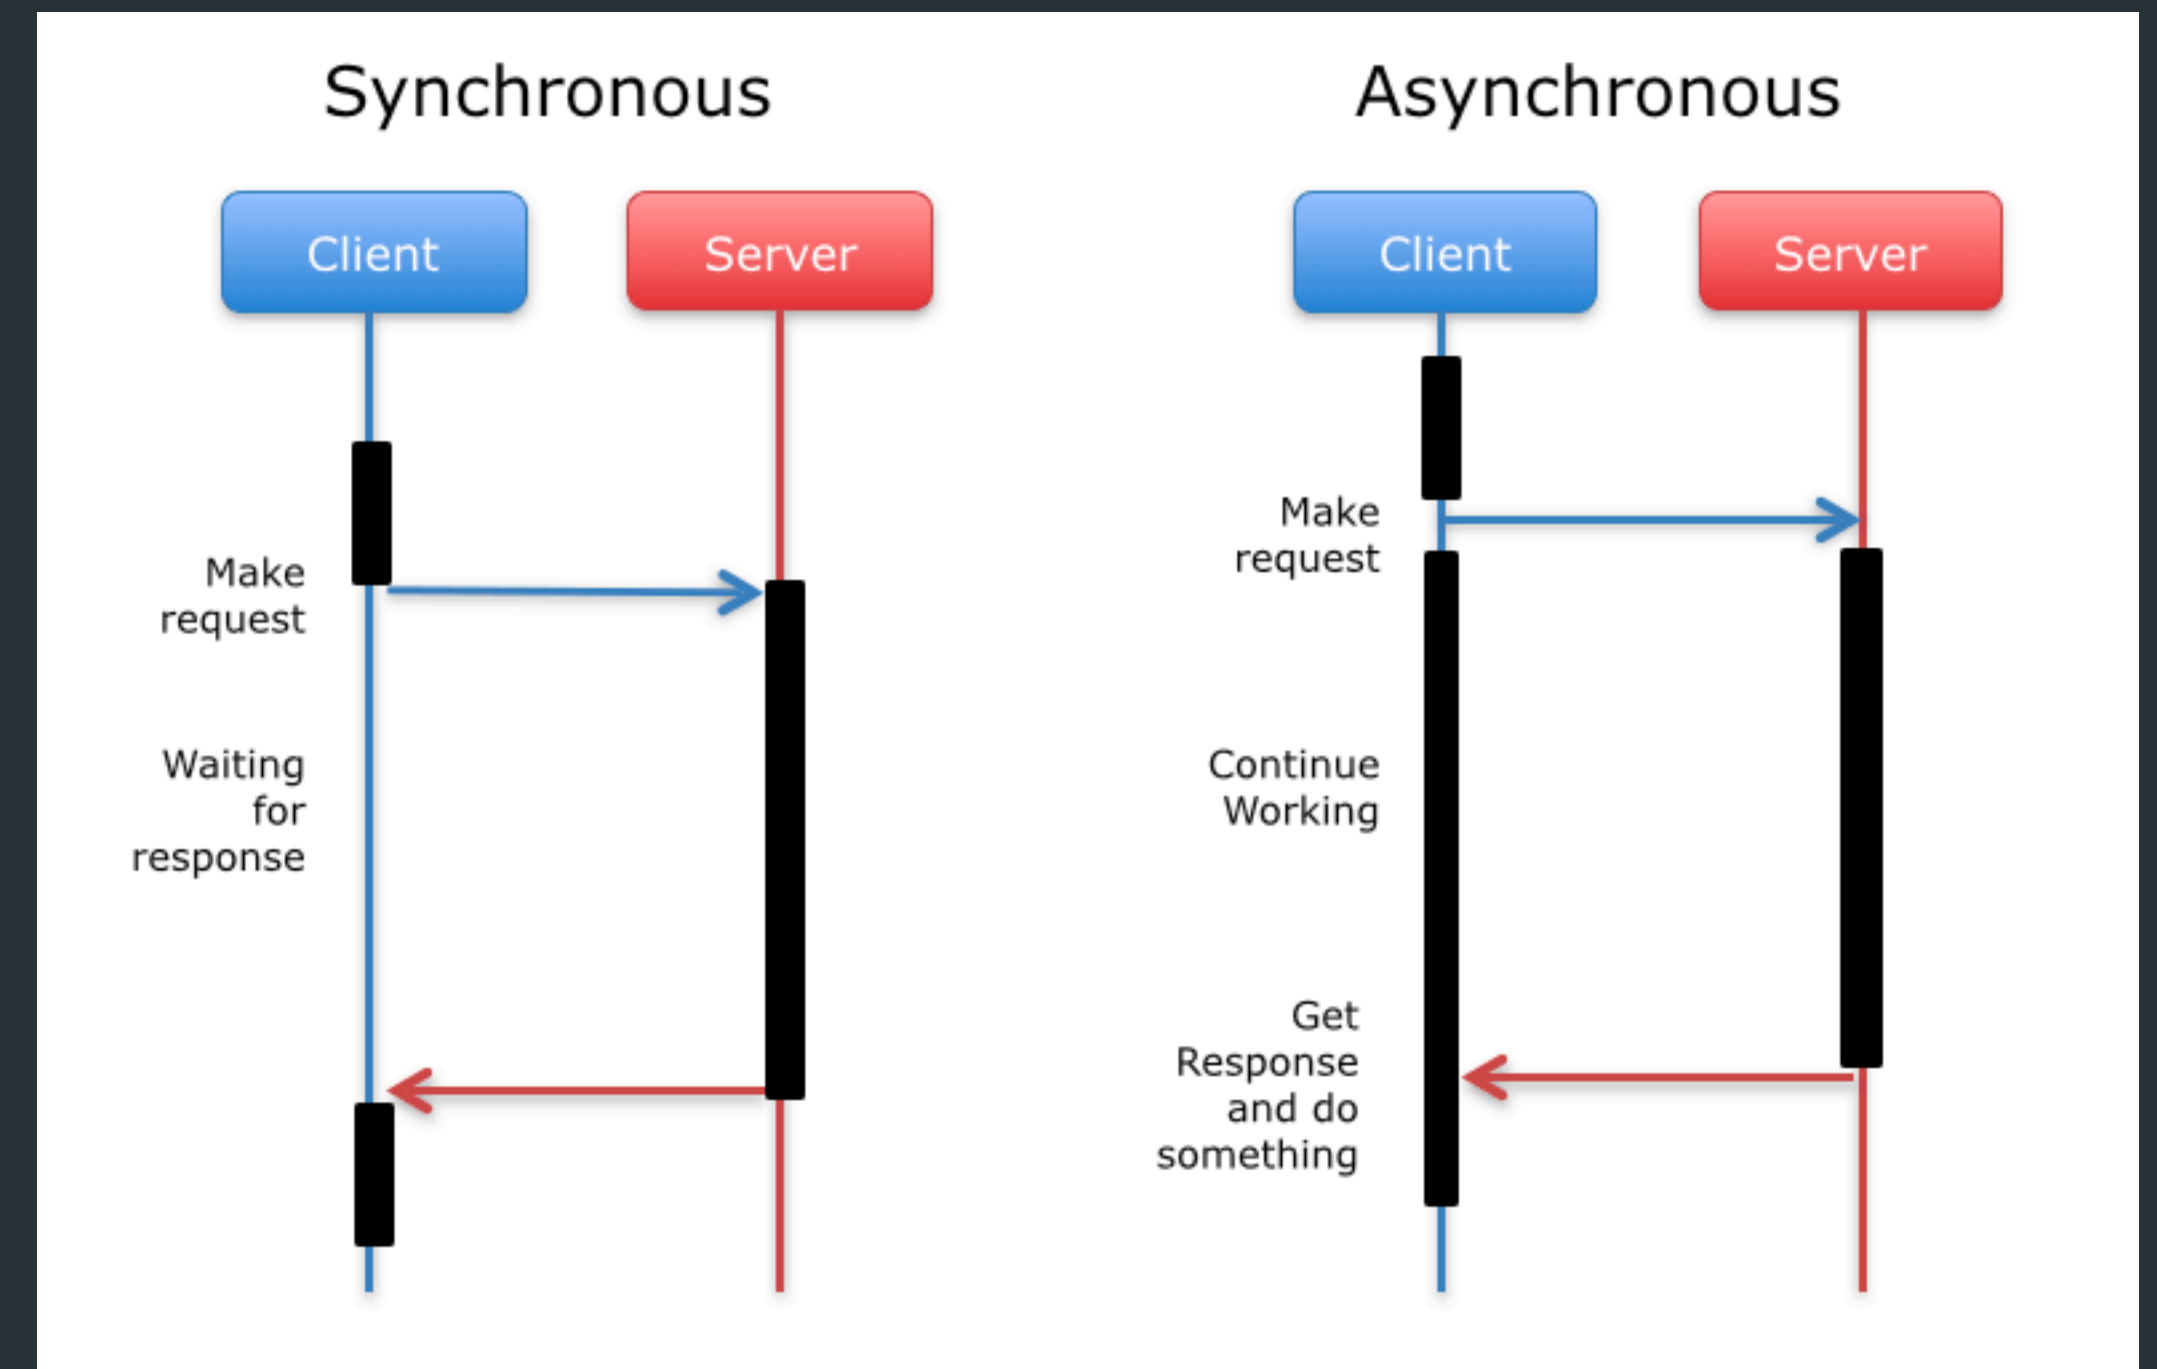 Synchronous
Client
Server
Make
request
Waiting
for
response
Asynchronous
Client
Server
Make
request
Continue
Working
Get
Response
and do
something